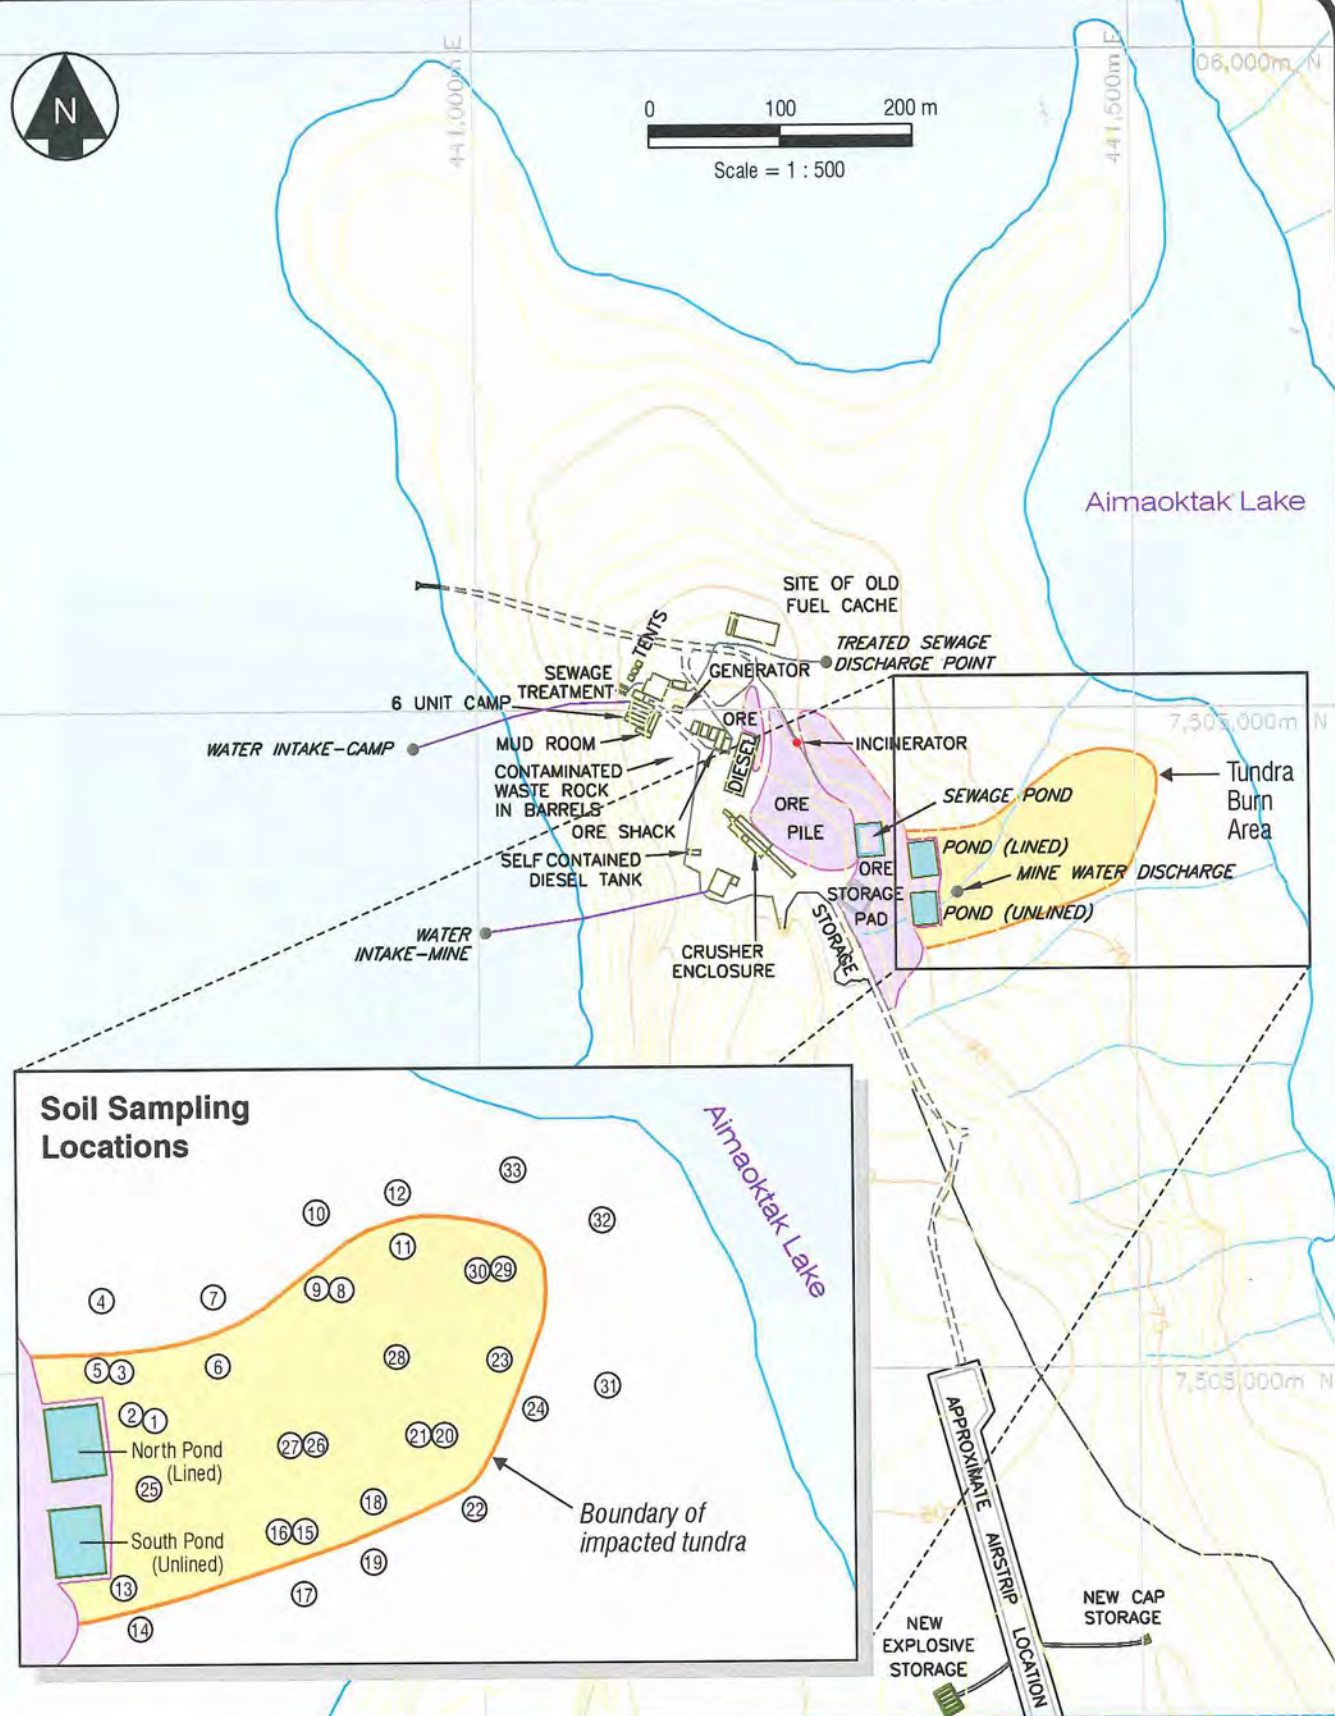 N
441,000m E
441,500m E
06,000m N
0 100 200 m
Scale = 1 : 500
Aimaoktak Lake
SITE OF OLD
FUEL CACHE
TENTS
TREATED SEWAGE
DISCHARGE POINT
SEWAGE
TREATMENT
GENERATOR
6 UNIT CAMP
ORE
7,505,000m N
WATER INTAKE-CAMP
MUD ROOM
INCINERATOR
DIESEL
CONTAMINATED
WASTE ROCK
IN BARRELS
Tundra
Burn
Area
SEWAGE POND
ORE
PILE
ORE SHACK
POND (LINED)
SELF CONTAINED
DIESEL TANK
MINE WATER DISCHARGE
ORE
STORAGE
PAD
POND (UNLINED)
STORAGE
WATER
INTAKE-MINE
CRUSHER
ENCLOSURE
70
Soil Sampling
Locations
Aimaoktak Lake
33
12
10
32
11
30 29
9 8
4
7
28
23
6
5 3
31
24
2 1
21 20
27 26
North Pond
(Lined)
25
18
22
Boundary of
impacted tundra
16 15
South Pond
(Unlined)
19
13
17
14
75
7,505,000m N
APPROXIMATE AIRSTRIP LOCATION
NEW CAP
STORAGE
NEW
EXPLOSIVE
STORAGE